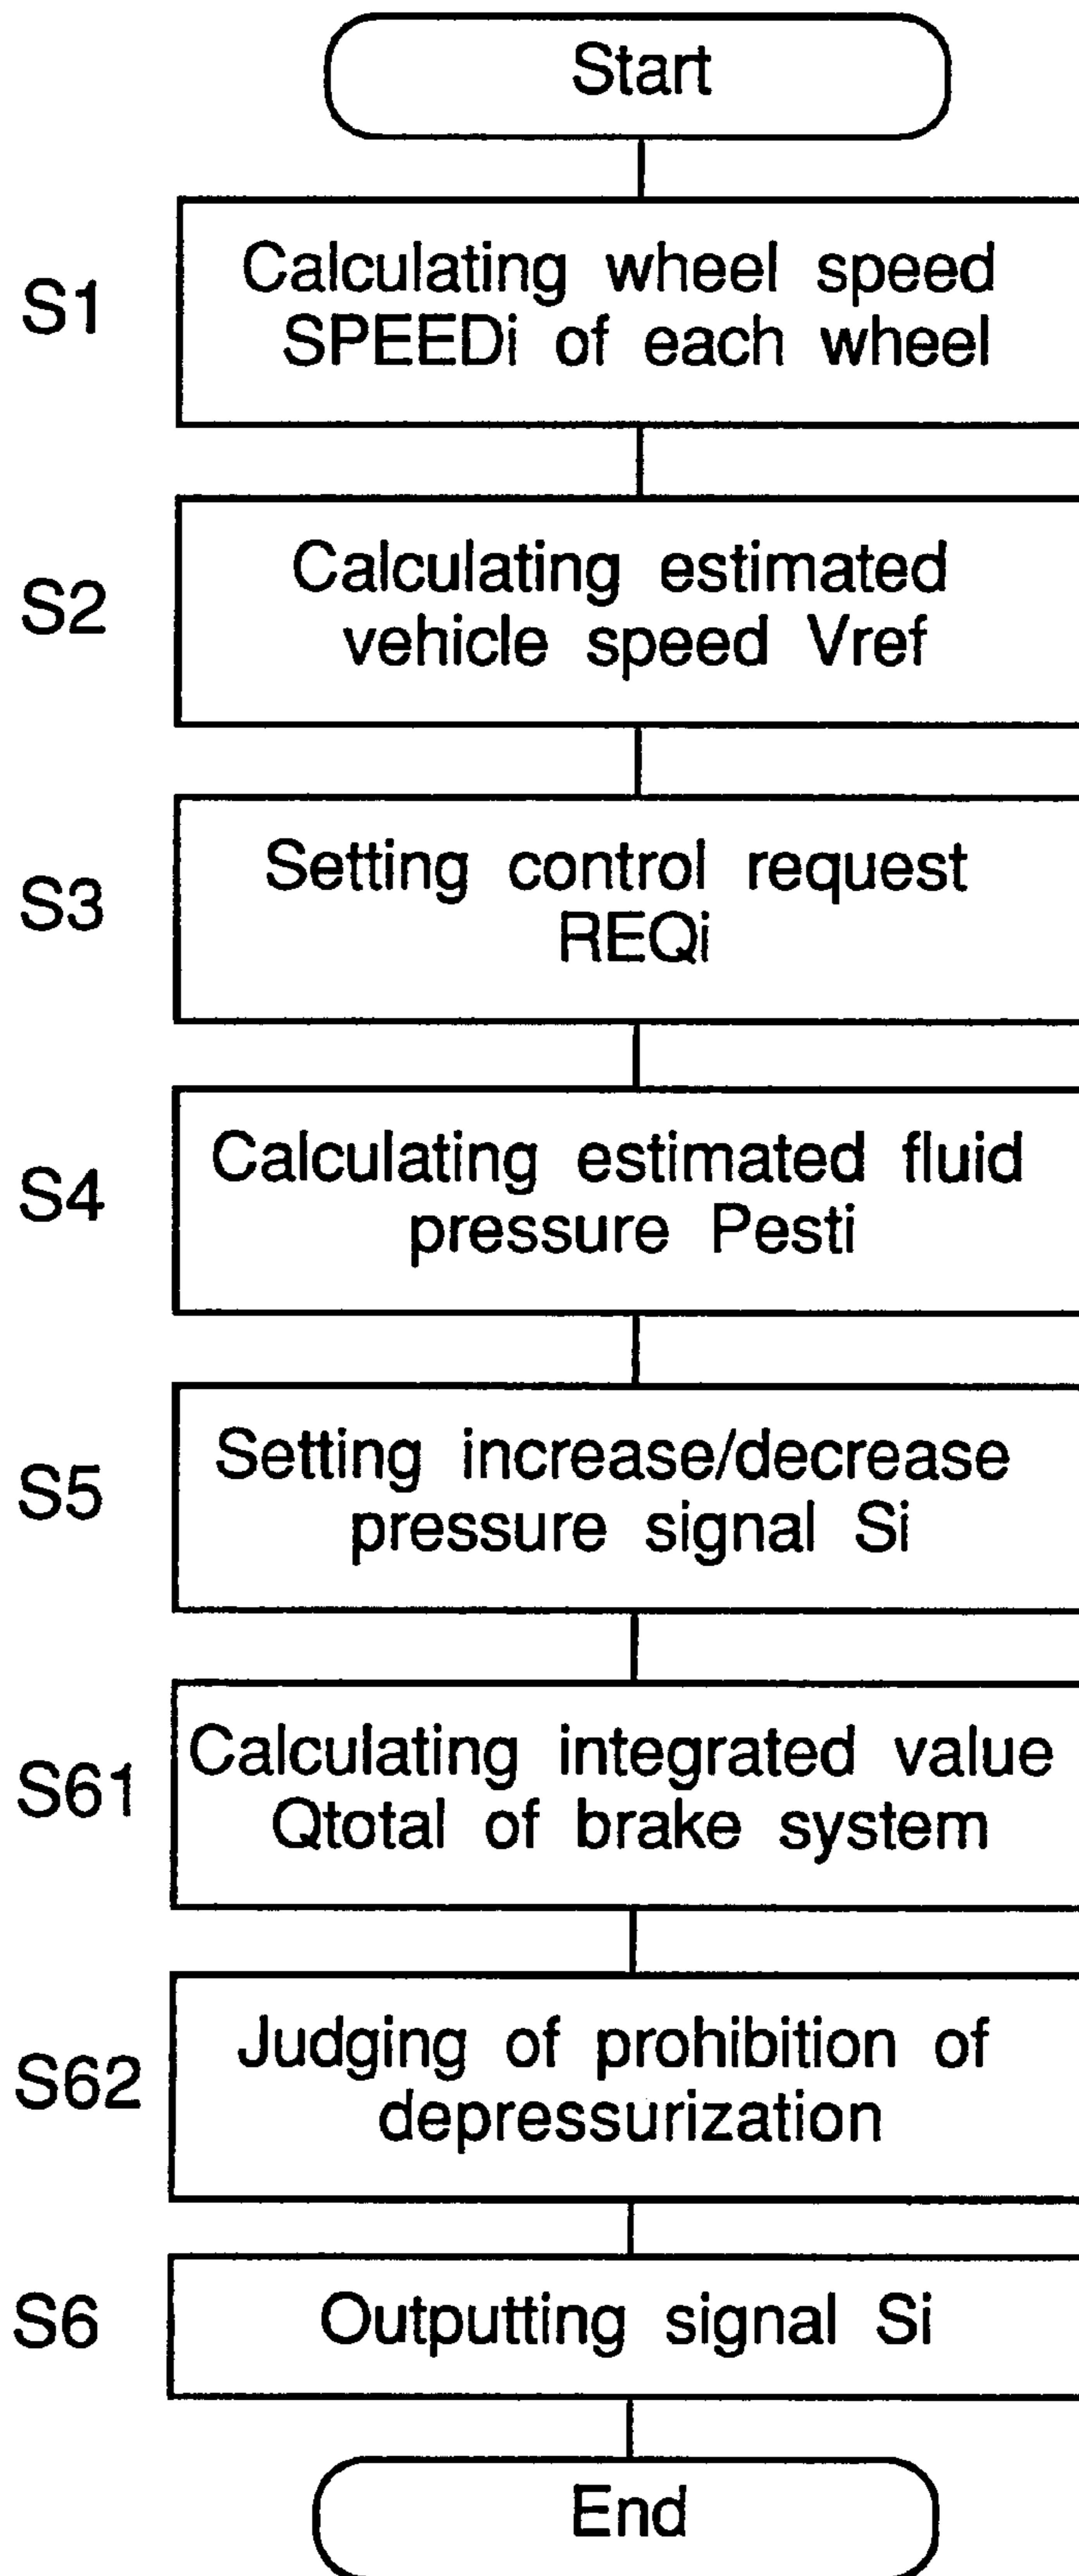 Start
S1
Calculating wheel speed
SPEEDi of each wheel
S2
Calculating estimated
vehicle speed Vref
S3
Setting control request
REQi
S4
Calculating estimated fluid
pressure Pesti
S5
Setting increase/decrease
pressure signal Si
S61
Calculating integrated value
Qtotal of brake system
S62
Judging of prohibition of
depressurization
S6
Outputting signal Si
End